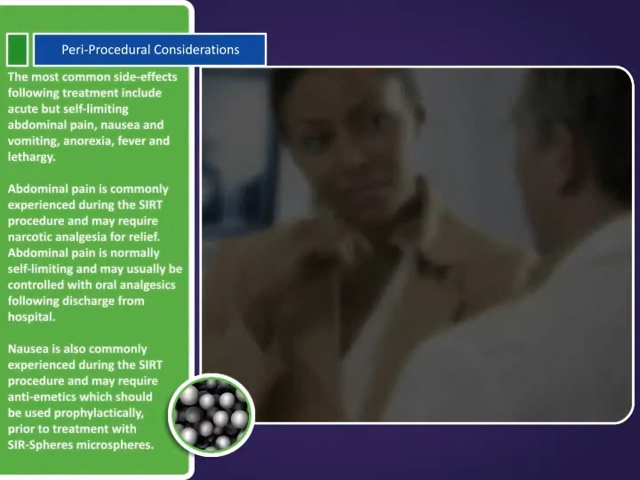 Peri-Procedural Considerations
The most common side-effects
following treatment include
acute but self-limiting
abdominal pain, nausea and
vomiting, anorexia, fever and
lethargy.
Abdominal pain is commonly
experienced during the SIRT
procedure and may require
narcotic analgesia for relief.
Abdominal pain is normally
self-limiting and may usually be
controlled with oral analgesics
following discharge from
hospital.
Nausea is also commonly
experienced during the SIRT
procedure and may require
anti-emetics which should
be used prophylactically,
prior to treatment with
SIR-Spheres microspheres.